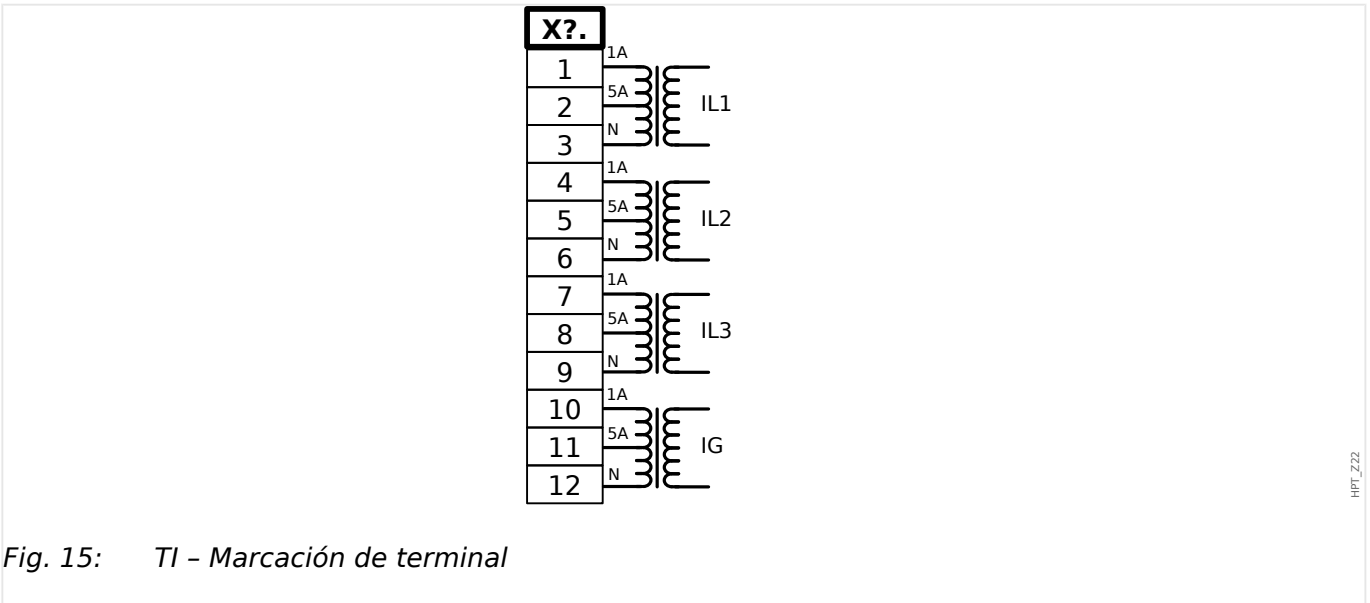 X?.
1A
1
5A
2
IL1
N
3
1A
4
5A
5
IL2
N
6
1A
7
5A
8
IL3
N
9
1A
10
5A
11
IG
N
12
HPT_Z22
Fig. 15: TI – Marcación de terminal